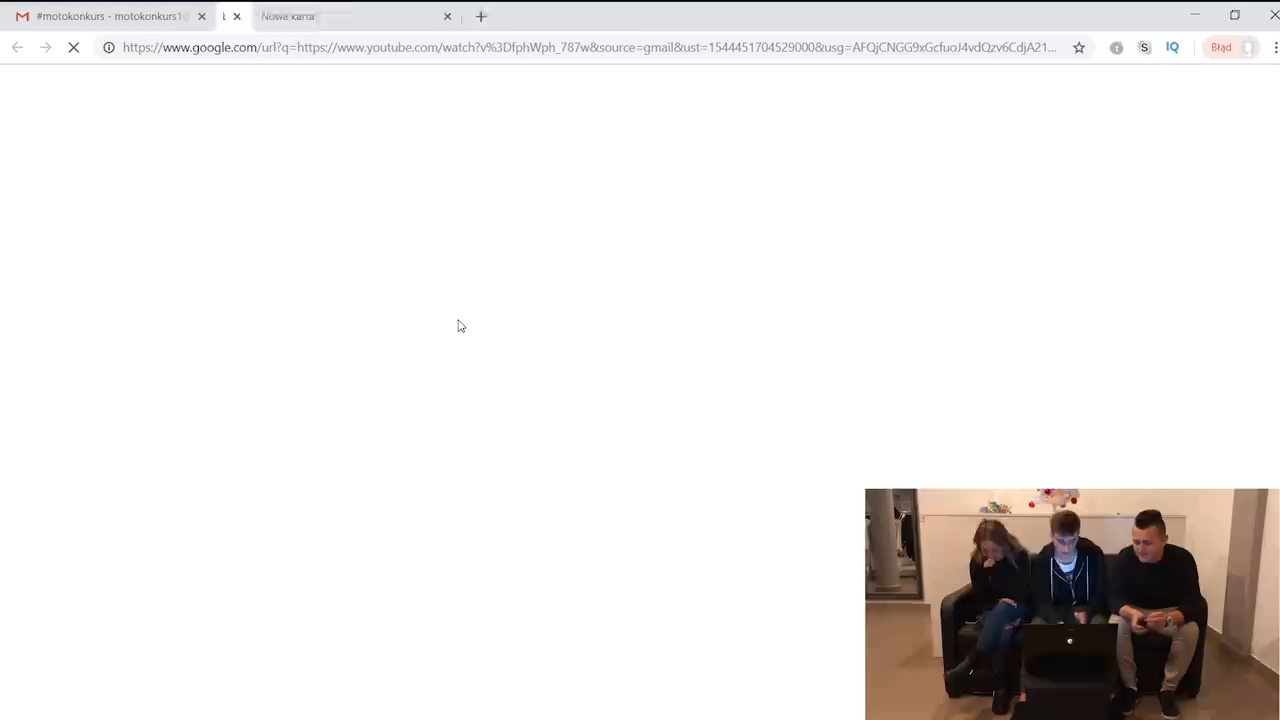 #motokonkurs - motokonkurs1
Nowa karta
https://www.google.com/url?q=https://www.youtube.com/watch?v%3DfphWph_787w&source=gmail&ust=1544451704529000&usg=AFQjCNGG9xGcfuoJ4vdQzv6CdjA21...
S
IQ
Błąd